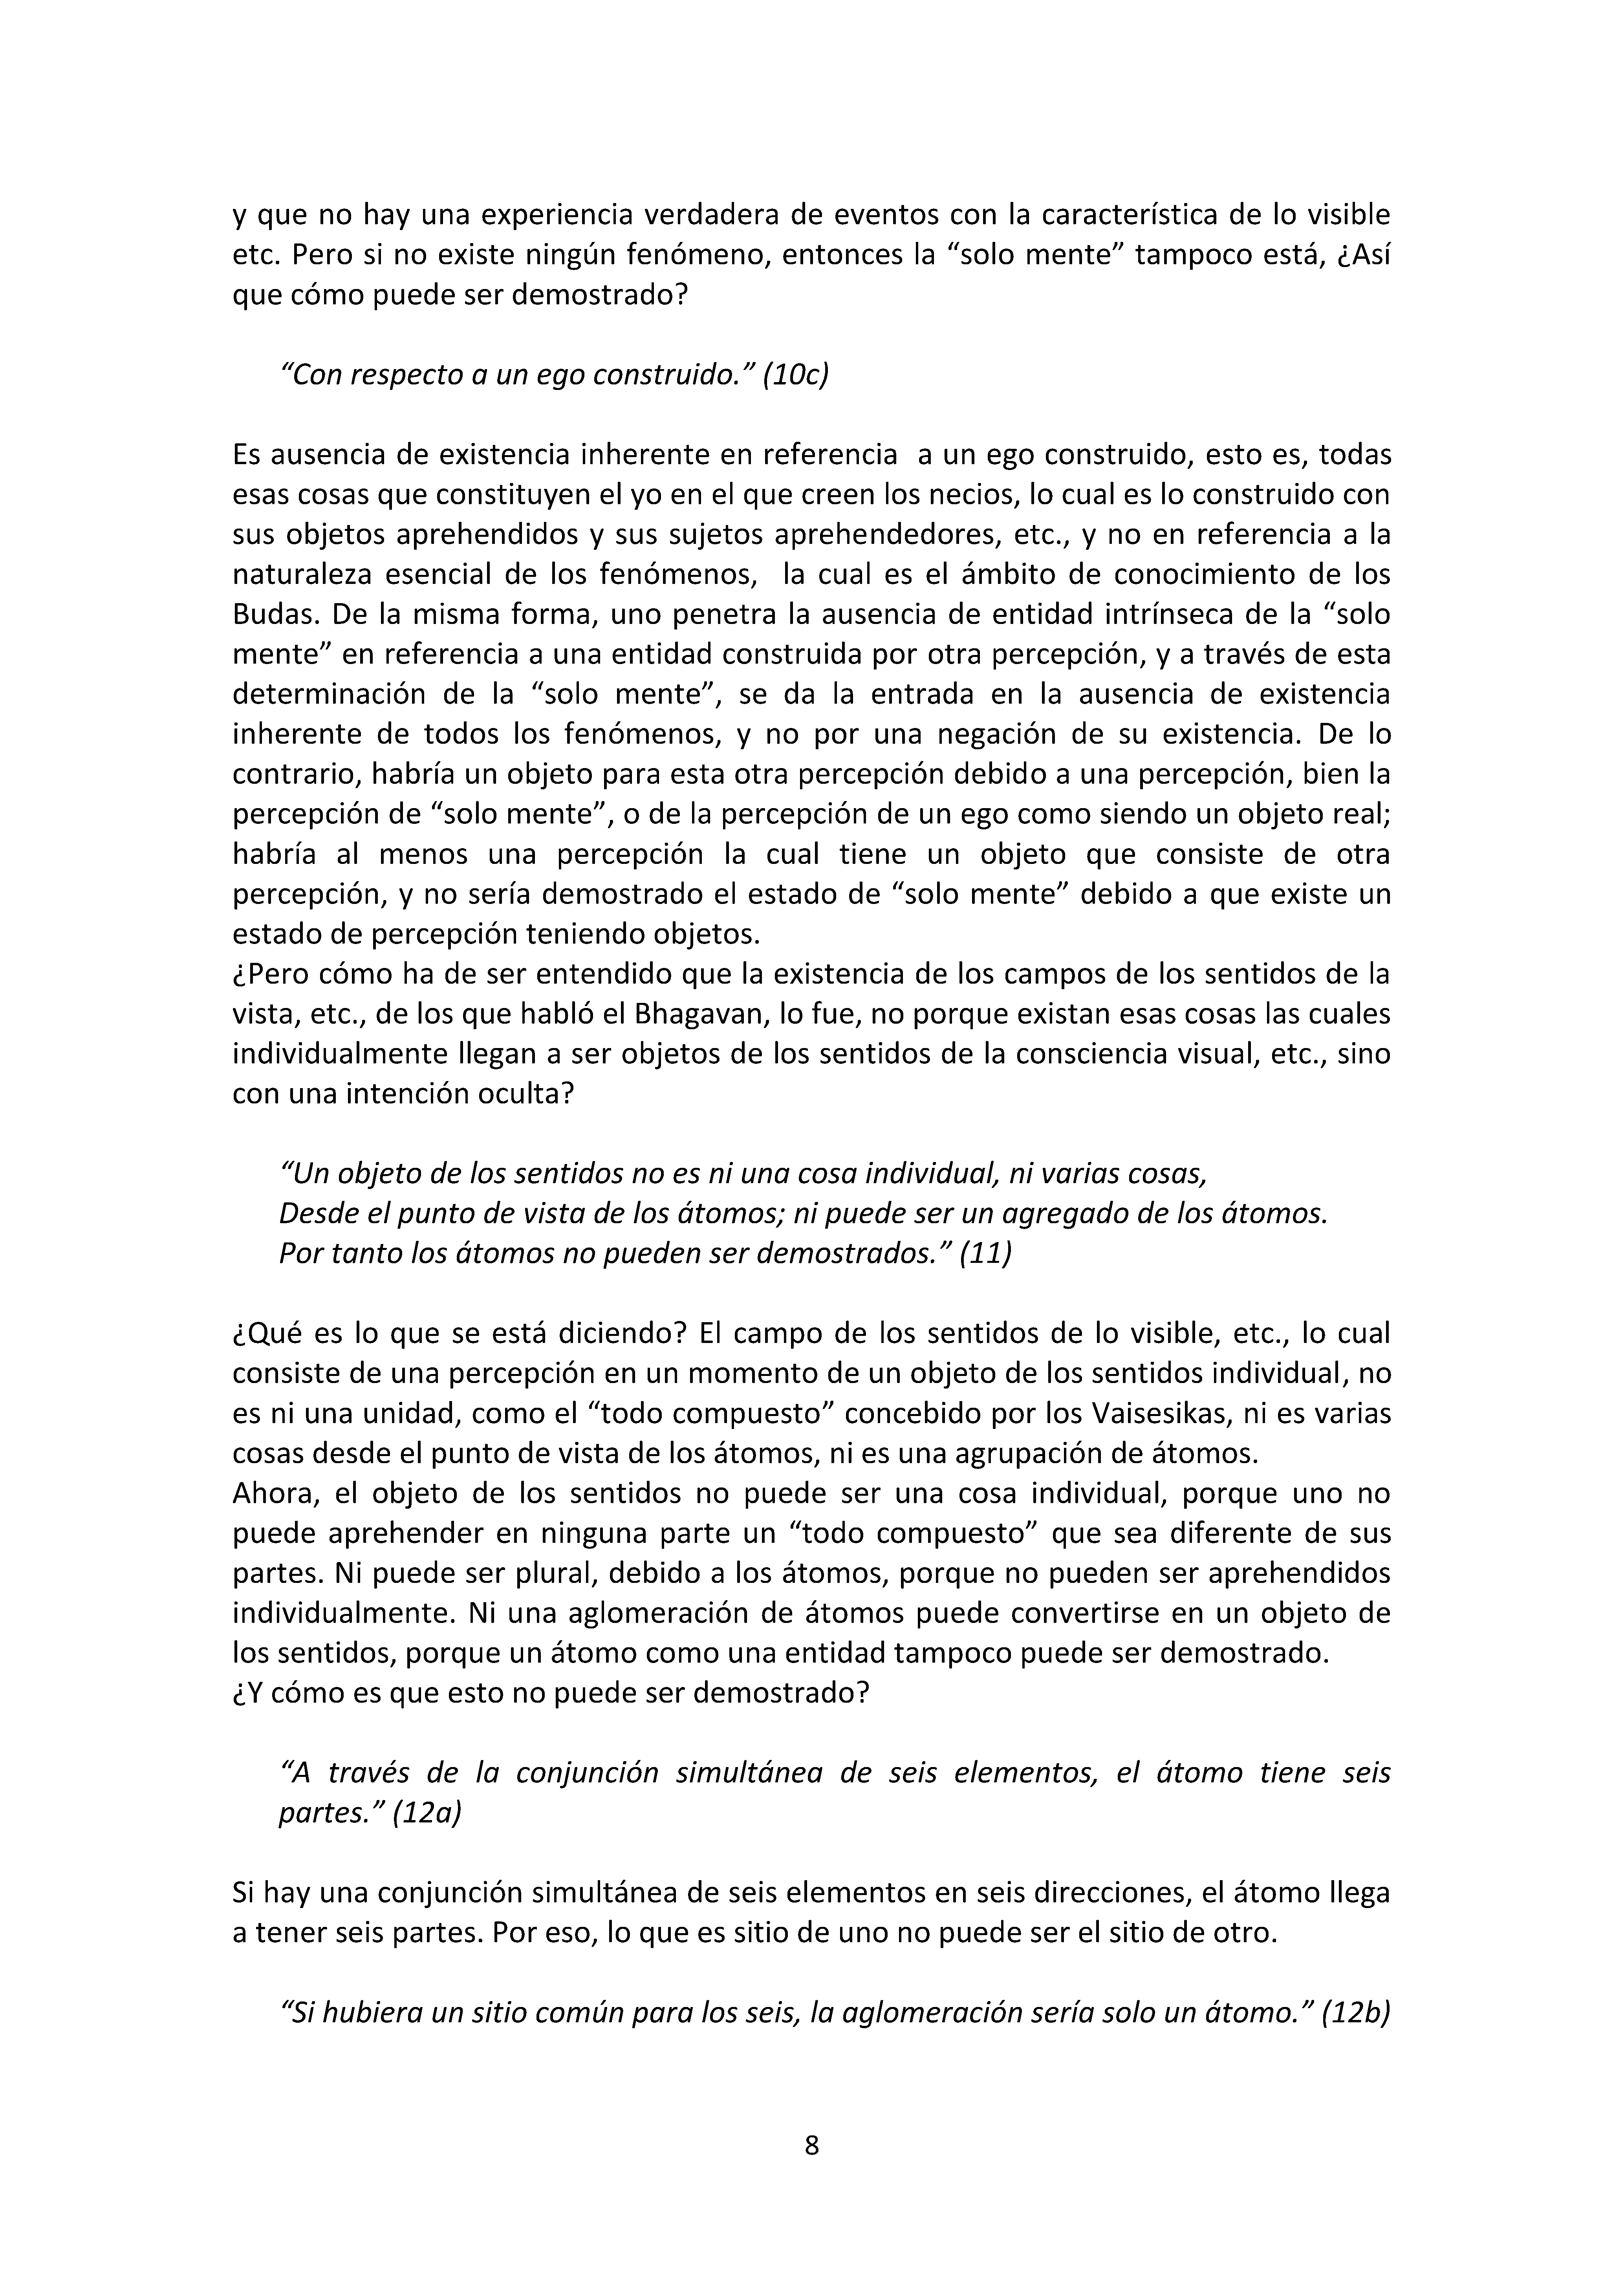 y que no hay una experiencia verdadera de eventos con la característica de lo visible
etc. Pero si no existe ningún fenómeno, entonces la “solo mente” tampoco está, ¿Así
que cómo puede ser demostrado?
“Con respecto a un ego construido.” (10c)
Es ausencia de existencia inherente en referencia  a un ego construido, esto es, todas
esas cosas que constituyen el yo en el que creen los necios, lo cual es lo construido con
sus objetos aprehendidos y sus sujetos aprehendedores, etc., y no en referencia a la
naturaleza esencial de los fenómenos,  la cual es el ámbito de conocimiento de los
Budas. De la misma forma, uno penetra la ausencia de entidad intrínseca de la “solo
mente” en referencia a una entidad construida por otra percepción, y a través de esta
determinación de la “solo mente”, se da la entrada en la ausencia de existencia
inherente de todos los fenómenos, y no por una negación de su existencia. De lo
contrario, habría un objeto para esta otra percepción debido a una percepción, bien la
percepción de “solo mente”, o de la percepción de un ego como siendo un objeto real;
habría al menos una percepción la cual tiene un objeto que consiste de otra
percepción, y no sería demostrado el estado de “solo mente” debido a que existe un
estado de percepción teniendo objetos.
¿Pero cómo ha de ser entendido que la existencia de los campos de los sentidos de la
vista, etc., de los que habló el Bhagavan, lo fue, no porque existan esas cosas las cuales
individualmente llegan a ser objetos de los sentidos de la consciencia visual, etc., sino
con una intención oculta?
“Un objeto de los sentidos no es ni una cosa individual, ni varias cosas,
Desde el punto de vista de los átomos; ni puede ser un agregado de los átomos.
Por tanto los átomos no pueden ser demostrados.” (11)
¿Qué es lo que se está diciendo? El campo de los sentidos de lo visible, etc., lo cual
consiste de una percepción en un momento de un objeto de los sentidos individual, no
es ni una unidad, como el “todo compuesto” concebido por los Vaisesikas, ni es varias
cosas desde el punto de vista de los átomos, ni es una agrupación de átomos.
Ahora, el objeto de los sentidos no puede ser una cosa individual, porque uno no
puede aprehender en ninguna parte un “todo compuesto” que sea diferente de sus
partes. Ni puede ser plural, debido a los átomos, porque no pueden ser aprehendidos
individualmente. Ni una aglomeración de átomos puede convertirse en un objeto de
los sentidos, porque un átomo como una entidad tampoco puede ser demostrado.
¿Y cómo es que esto no puede ser demostrado?
“A través de la conjunción simultánea de seis elementos, el átomo tiene seis
partes.” (12a)
Si hay una conjunción simultánea de seis elementos en seis direcciones, el átomo llega
a tener seis partes. Por eso, lo que es sitio de uno no puede ser el sitio de otro.
“Si hubiera un sitio común para los seis, la aglomeración sería solo un átomo.” (12b)
8